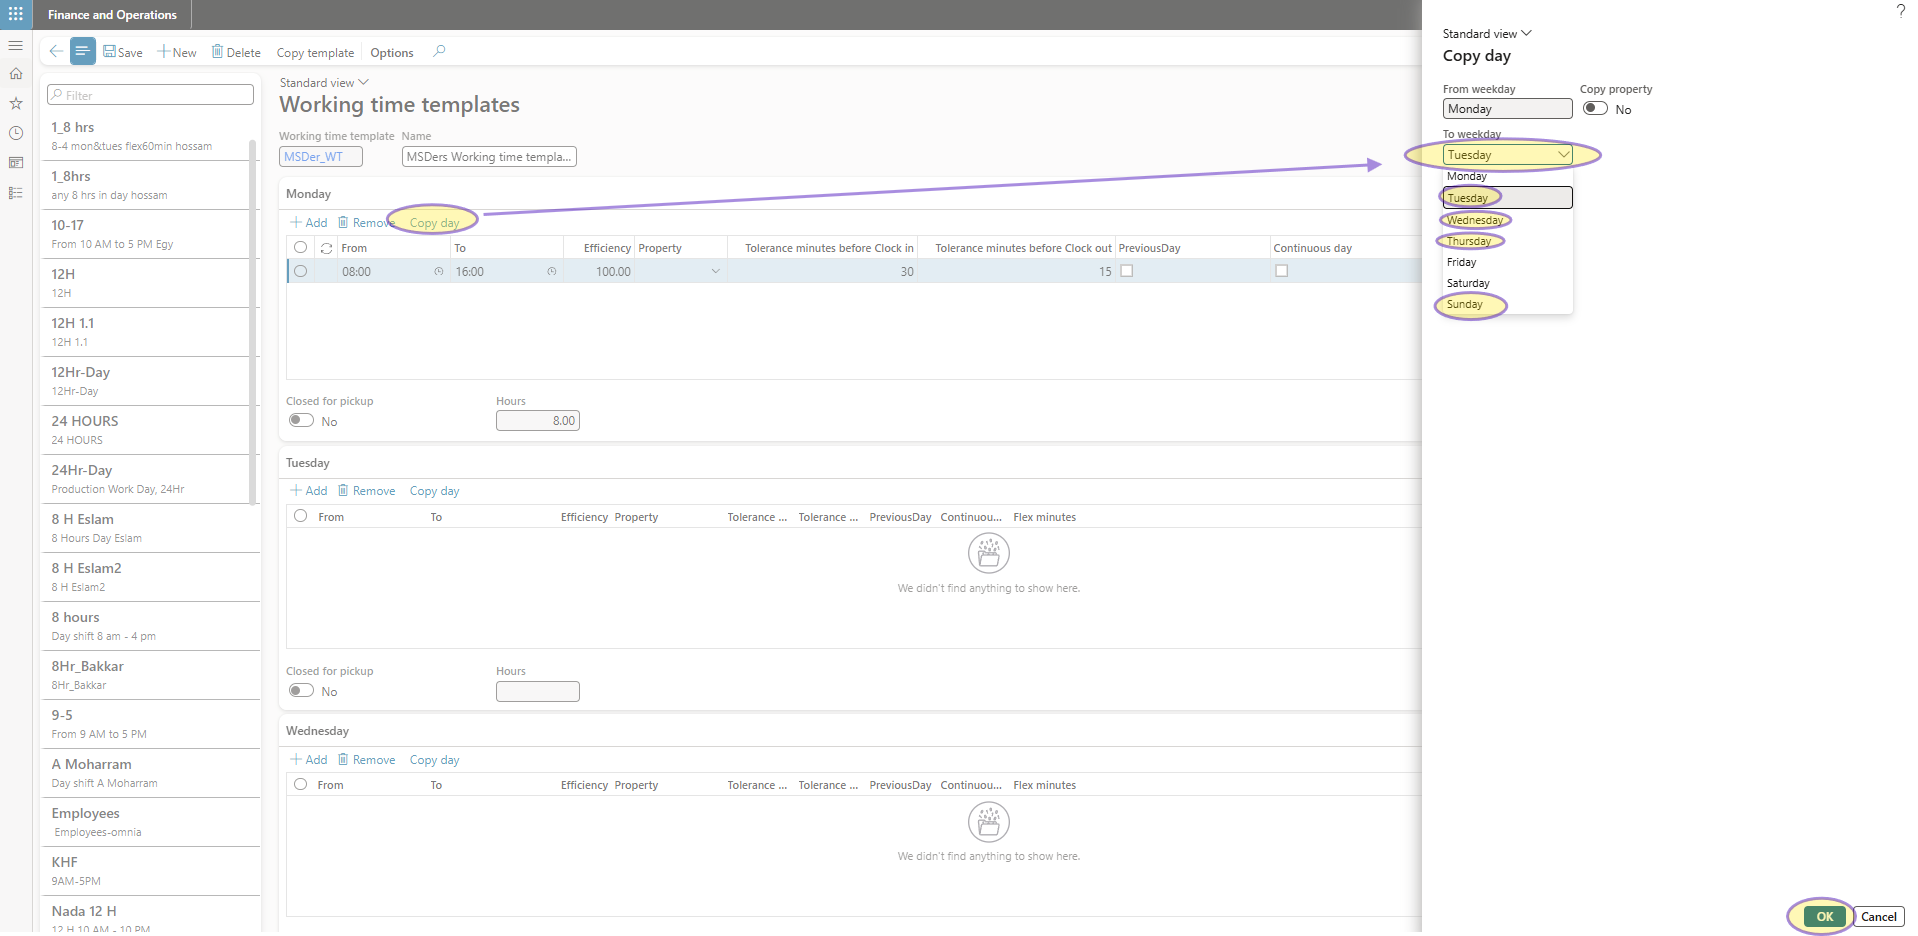 Finance and Operations
?
Save
New
Delete
Copy template
Options
Filter
1_8 hrs
8-4 mon&tues flex60min hossam
1_8hrs
any 8 hrs in day hossam
10-17
From 10 AM to 5 PM Egy
12H
12H
12H 1.1
12H 1.1
12Hr-Day
12Hr-Day
24 HOURS
24 HOURS
24Hr-Day
Production Work Day, 24Hr
8 H Eslam
8 Hours Day Eslam
8 H Eslam2
8 H Eslam2
8 hours
Day shift 8 am - 4 pm
8Hr_Bakkar
8Hr_Bakkar
9-5
From 9 AM to 5 PM
A Moharram
Day shift A Moharram
Employees
Employees-omnia
KHF
9AM-5PM
Nada 12 H
12 H 10 AM - 10 PM
Standard view
Working time templates
Working time template Name
MSDer_WT MSDers Working time templa...
Monday
Add Remove Copy day
From To Efficiency Property Tolerance minutes before Clock in Tolerance minutes before Clock out PreviousDay Continuous day
08:00 16:00 100.00 30 15
Closed for pickup Hours
No 8.00
Tuesday
Add Remove Copy day
From To Efficiency Property Tolerance ... Tolerance ... PreviousDay Continuou... Flex minutes
We didn't find anything to show here.
Closed for pickup Hours
No
Wednesday
Add Remove Copy day
From To Efficiency Property Tolerance ... Tolerance ... PreviousDay Continuou... Flex minutes
We didn't find anything to show here.
Standard view
Copy day
From weekday Copy property
Monday No
To weekday
Tuesday
Monday
Tuesday
Wednesday
Thursday
Friday
Saturday
Sunday
OK Cancel